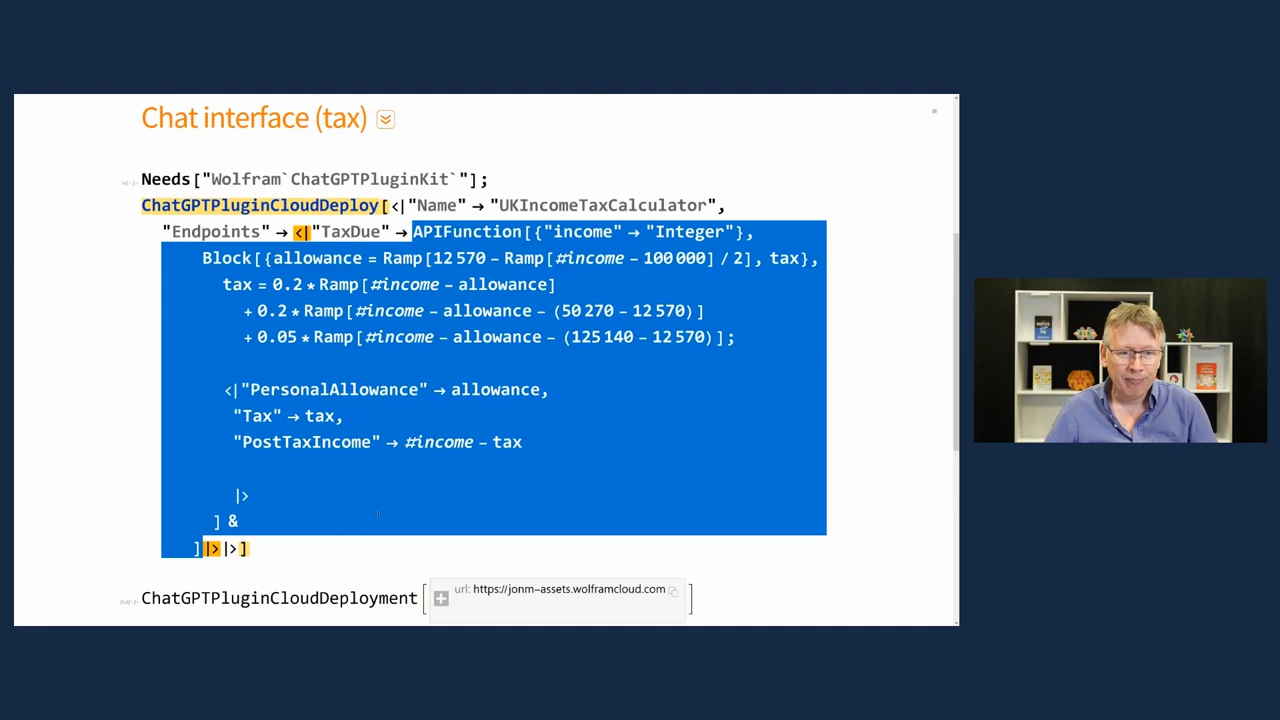 Chat interface (tax)
Needs["Wolfram`ChatGPTPluginKit`"];
ChatGPTPluginCloudDeploy[<|"Name" → "UKIncomeTaxCalculator",
"Endpoints" → <|"TaxDue" → APIFunction[{"income" → "Integer"},
Block[{allowance = Ramp[12 570 – Ramp[#income – 100 000] / 2], tax},
tax = 0.2 * Ramp[#income – allowance]
+ 0.2 * Ramp[#income – allowance – (50 270 – 12 570)]
+ 0.05 * Ramp[#income – allowance – (125 140 – 12 570)];
<|"PersonalAllowance" → allowance,
"Tax" → tax,
"PostTaxIncome" → #income – tax
|>
] &
]|>|>]
ChatGPTPluginCloudDeployment[ url: https://jonm-assets.wolframcloud.com ]